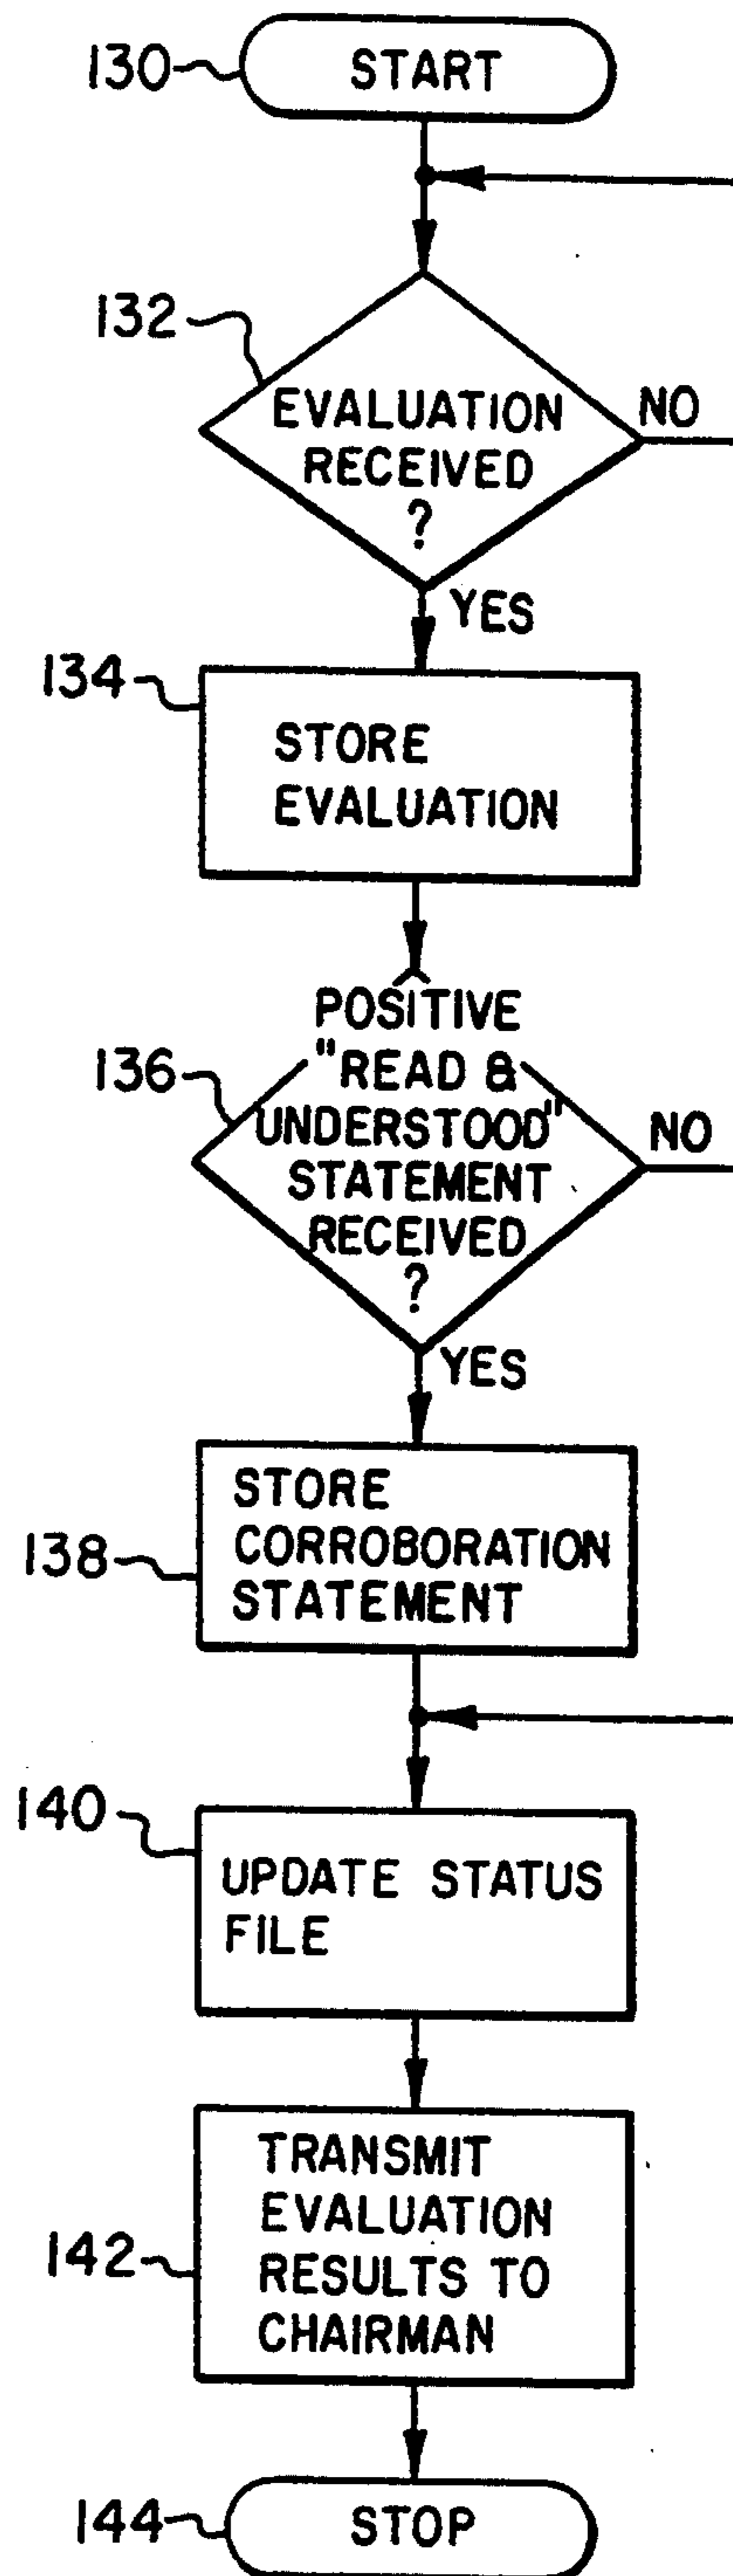 130
START
132
EVALUATION
RECEIVED
?
NO
YES
134
STORE
EVALUATION
136
POSITIVE
"READ &
UNDERSTOOD"
STATEMENT
RECEIVED
?
NO
YES
138
STORE
CORROBORATION
STATEMENT
140
UPDATE STATUS
FILE
142
TRANSMIT
EVALUATION
RESULTS TO
CHAIRMAN
144
STOP